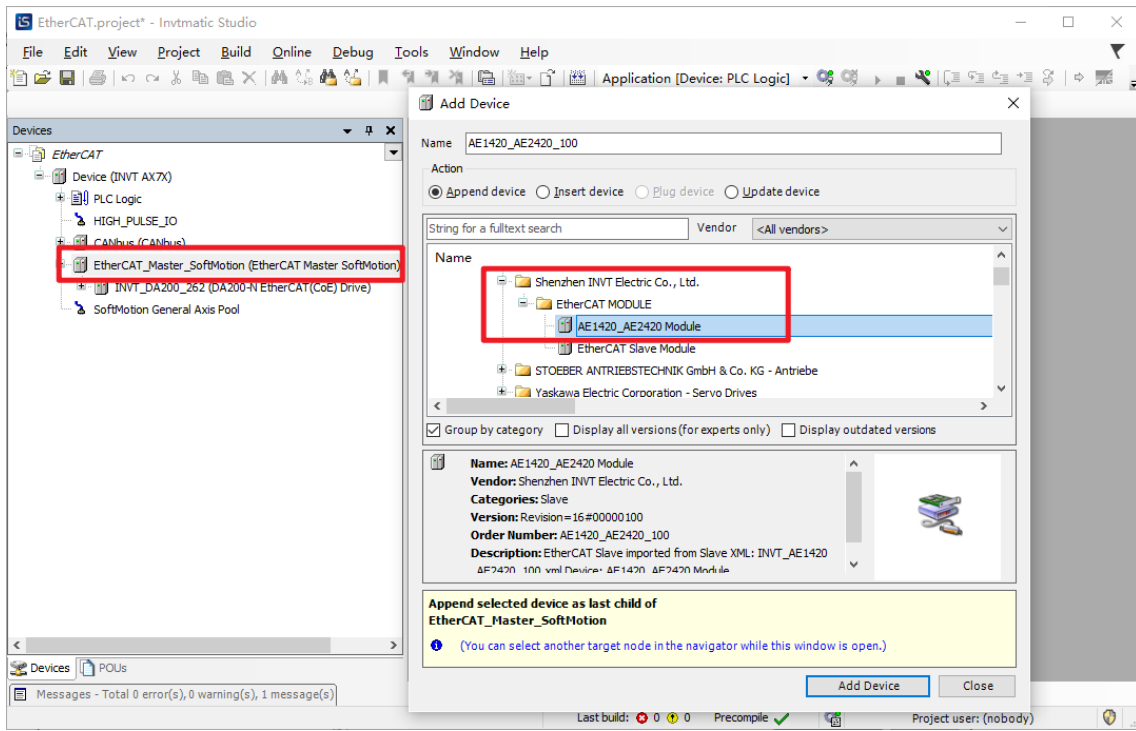 EtherCAT.project* - Invtmatic Studio
File Edit View Project Build Online Debug Tools Window Help
Application [Device: PLC Logic]
Devices
EtherCAT
Device (INVT AX7X)
PLC Logic
HIGH_PULSE_IO
CANbus (CANbus)
EtherCAT_Master_SoftMotion (EtherCAT Master SoftMotion)
INVT_DA200_262 (DA200-N EtherCAT(CoE) Drive)
SoftMotion General Axis Pool
Devices POUs
Messages - Total 0 error(s), 0 warning(s), 1 message(s)
Add Device
Name AE1420_AE2420_100
Action
Append device Insert device Plug device Update device
String for a fulltext search Vendor <All vendors>
Name
Shenzhen INVT Electric Co., Ltd.
EtherCAT MODULE
AE1420_AE2420 Module
EtherCAT Slave Module
STOEBER ANTRIEBSTECHNIK GmbH & Co. KG - Antriebe
Yaskawa Electric Corporation - Servo Drives
Group by category Display all versions (for experts only) Display outdated versions
Name: AE1420_AE2420 Module
Vendor: Shenzhen INVT Electric Co., Ltd.
Categories: Slave
Version: Revision=16#00000100
Order Number: AE1420_AE2420_100
Description: EtherCAT Slave imported from Slave XML: INVT_AE1420
_AE2420_100.xml Device: AE1420_AE2420 Module
Append selected device as last child of
EtherCAT_Master_SoftMotion
(You can select another target node in the navigator while this window is open.)
Add Device Close
Last build: 0 0 Precompile Project user: (nobody)